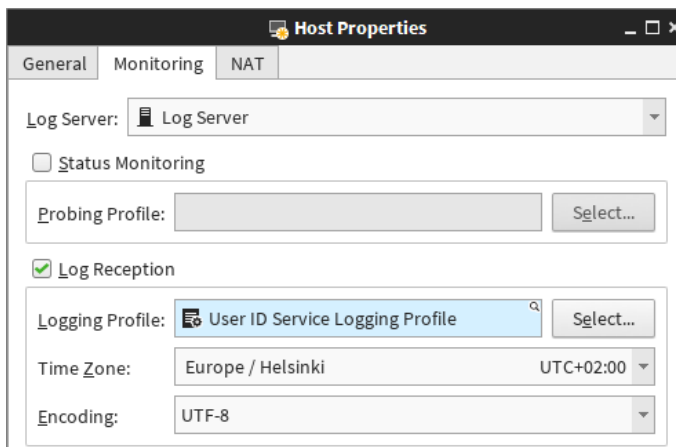 Host Properties
General Monitoring NAT
Log Server: Log Server
Status Monitoring
Probing Profile: Select...
Log Reception
Logging Profile: User ID Service Logging Profile Select...
Time Zone: Europe / Helsinki UTC+02:00
Encoding: UTF-8